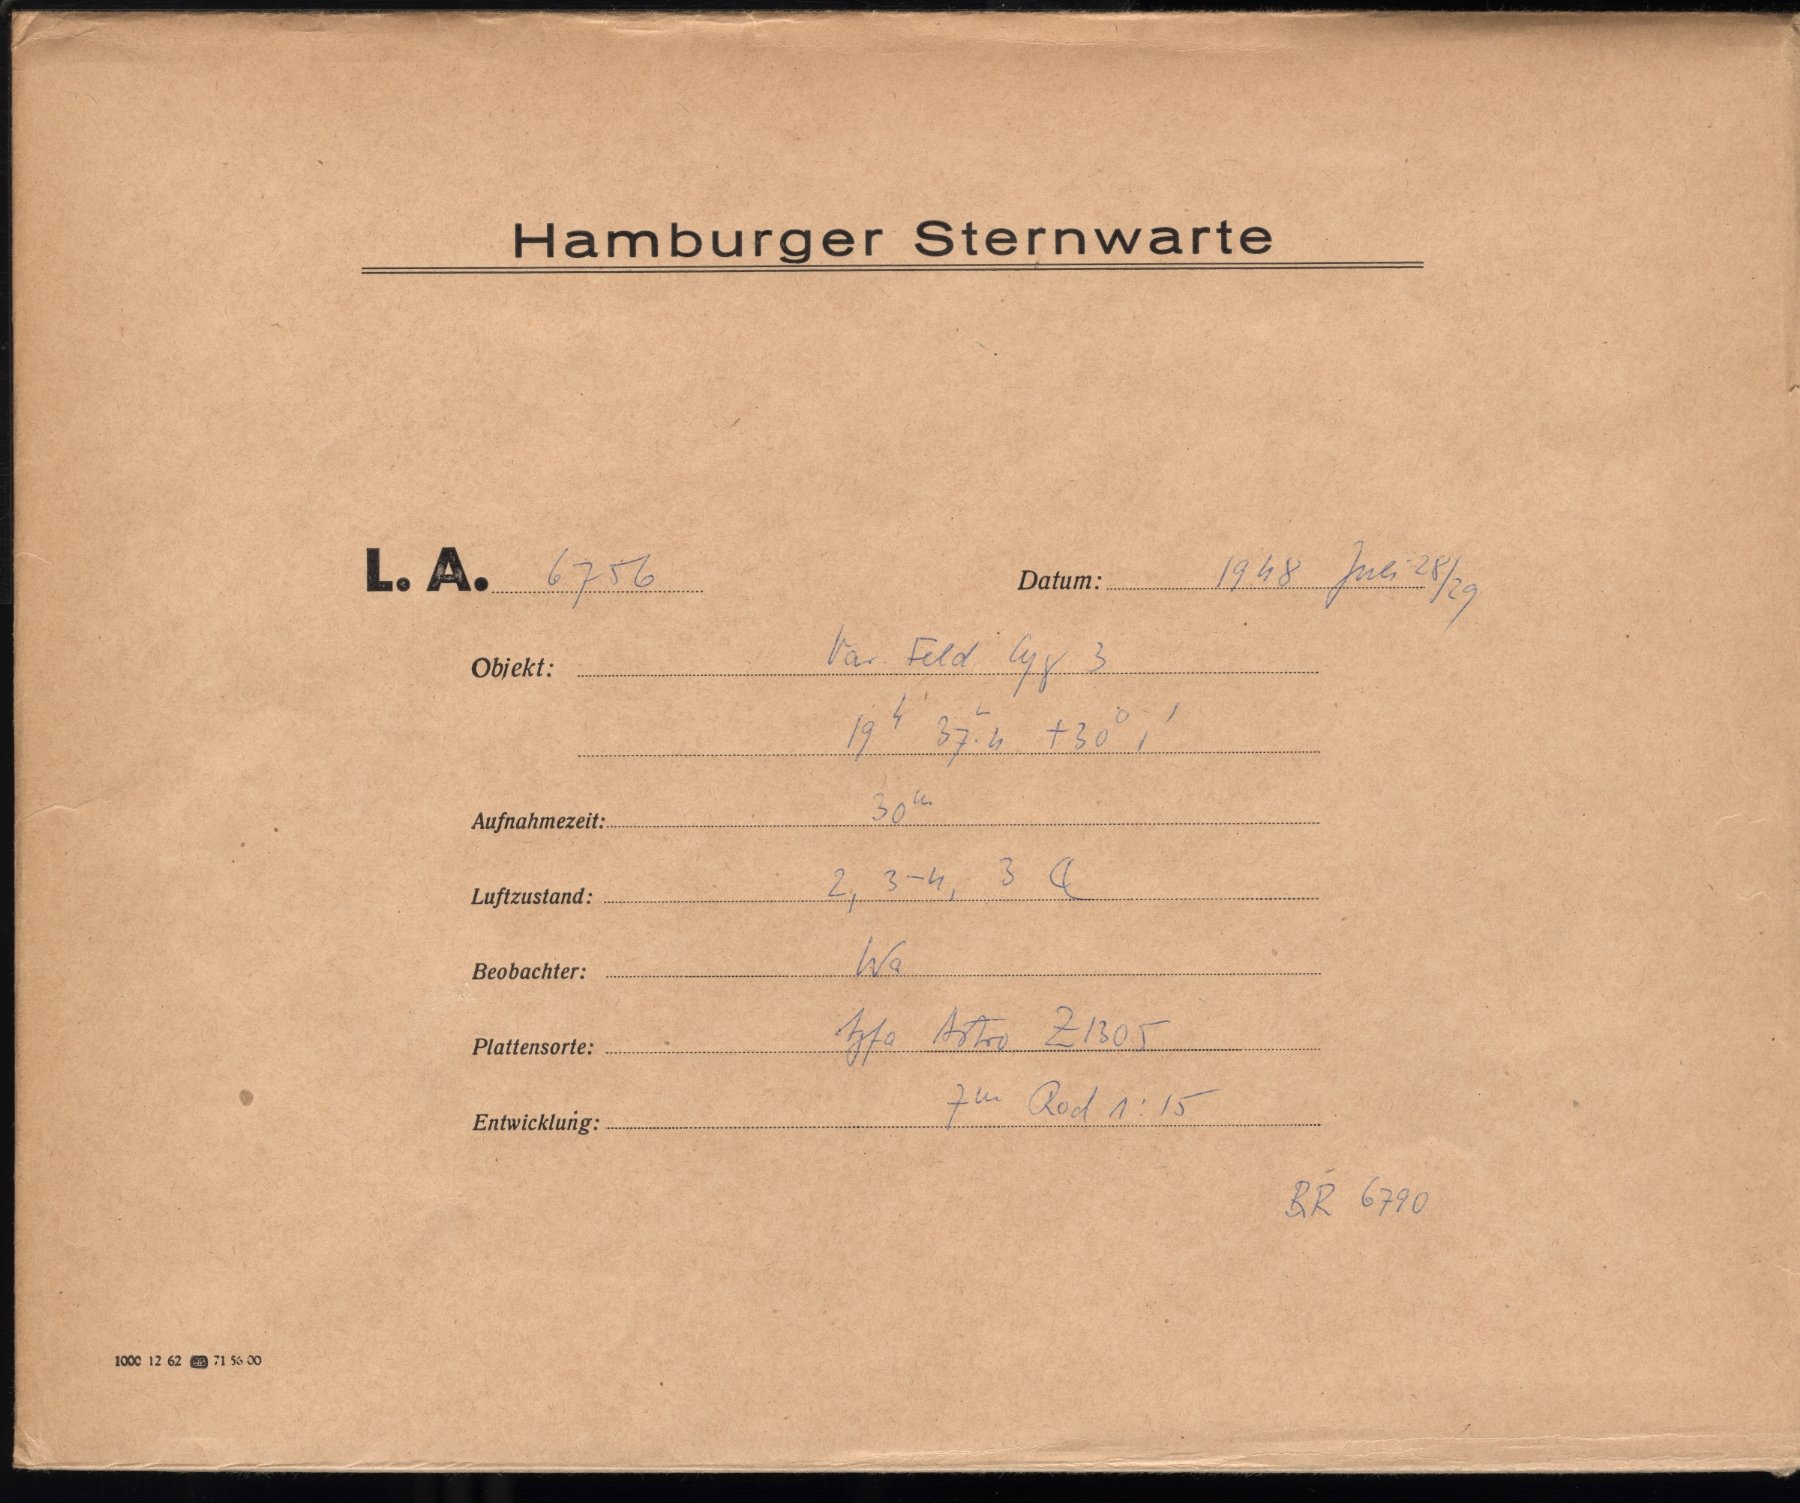 Hamburger Sternwarte
L. A. 6756 Datum: 1948 Juli 28/29
Objekt: Var. Feld Cyg 3
19ʰ 37ᵐ.4 +30° 1'
Aufnahmezeit: 30ᵐ
Luftzustand: 2, 3-4, 3
Beobachter: Wa
Plattensorte: Agfa Astro Z1305
Entwicklung: 7ᵐ Rod 1:15
BR 6790
1000 12 62 71 56 00